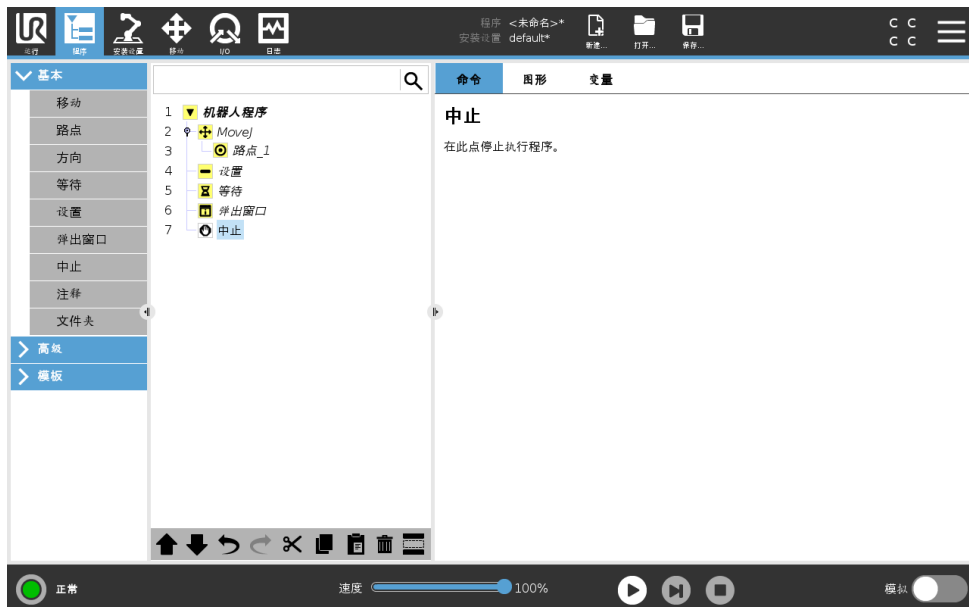 UR
运行
程序
安装设置
移动
I/O
日志
程序 <未命名>*
安装设置 default*
新建...
打开...
保存...
C C
C C
基本
移动
路点
方向
等待
设置
弹出窗口
中止
注释
文件夹
高级
模板
1 机器人程序
2 MoveJ
3 路点_1
4 设置
5 等待
6 弹出窗口
7 中止
命令 图形 变量
中止
在此点停止执行程序。
正常
速度 100%
模拟